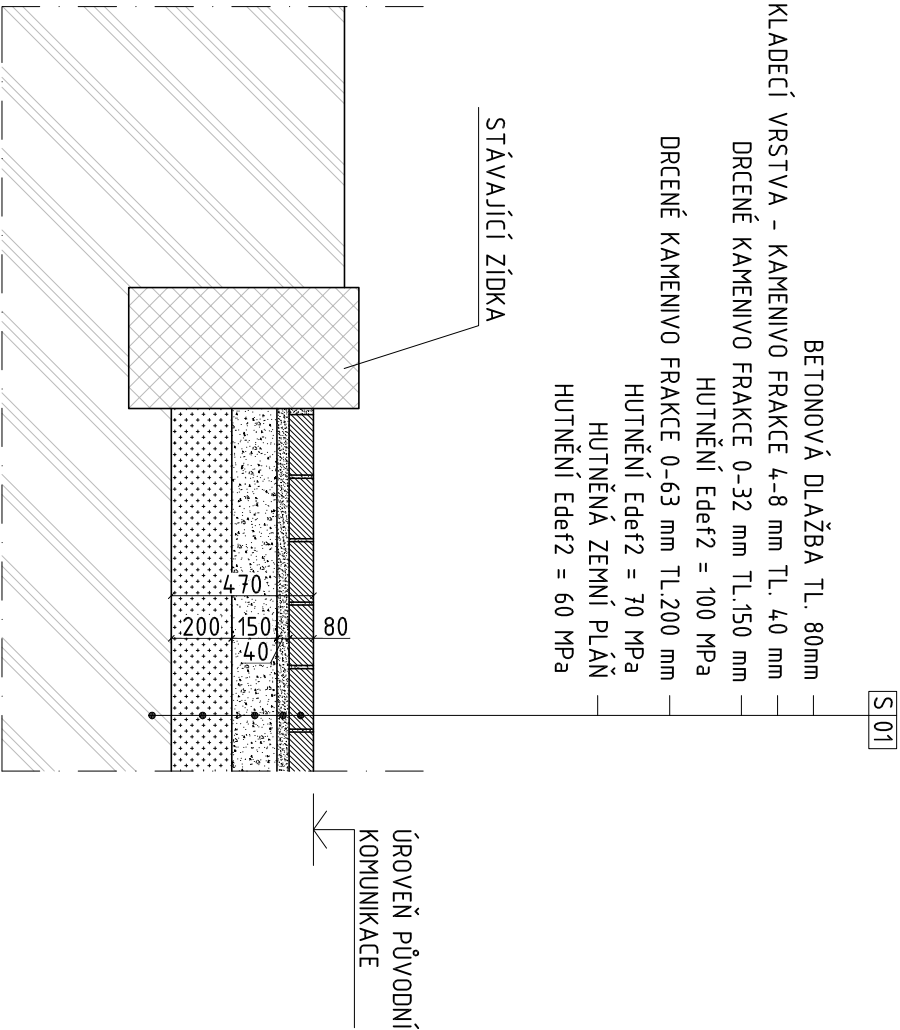 S 01
BETONOVÁ DLAŽBA TL. 80mm
KLADECÍ VRSTVA - KAMENIVO FRAKCE 4-8 mm TL. 40 mm
DRCENÉ KAMENIVO FRAKCE 0-32 mm TL.150 mm
HUTNĚNÍ Edef2 = 100 MPa
DRCENÉ KAMENIVO FRAKCE 0-63 mm TL.200 mm
HUTNĚNÍ Edef2 = 70 MPa
HUTNĚNÁ ZEMNÍ PLÁŇ
HUTNĚNÍ Edef2 = 60 MPa
STÁVAJÍCÍ ZÍDKA
ÚROVEŇ PŮVODNÍ
KOMUNIKACE
470
200 150 80
40